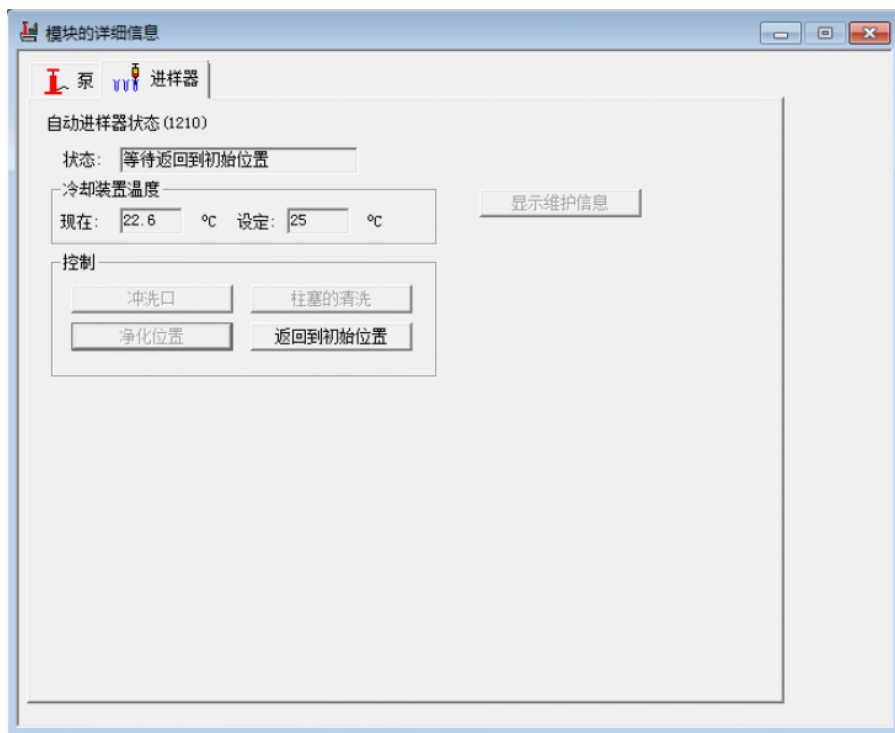 模块的详细信息
泵 进样器
自动进样器状态(1210)
状态: 等待返回到初始位置
冷却装置温度
现在: 22.6 ºC 设定: 25 ºC
显示维护信息
控制
冲洗口 柱塞的清洗
净化位置 返回到初始位置